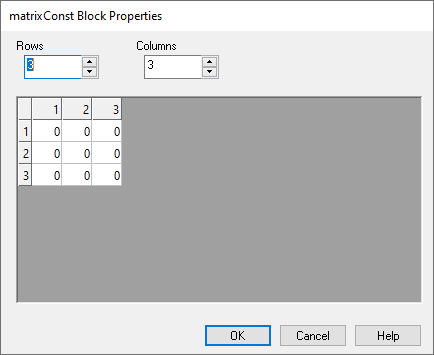 matrixConst Block Properties
Rows Columns
3 3
1 2 3
1 0 0 0
2 0 0 0
3 0 0 0
OK Cancel Help